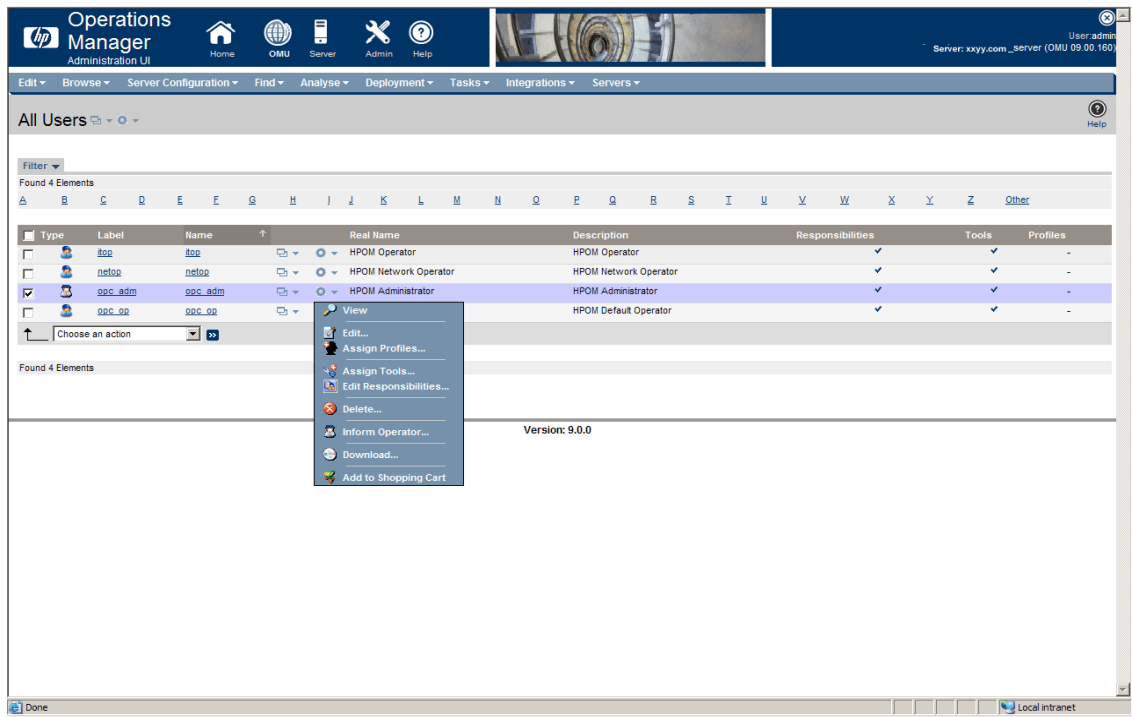 hp Operations Manager
Administration UI
Home OMU Server Admin Help
User:admin
Server: xxyy.com _server (OMU 09.00.160)
Edit Browse Server Configuration Find Analyse Deployment Tasks Integrations Servers
All Users
Help
Filter
Found 4 Elements
A B C D E F G H I J K L M N O P Q R S T U V W X Y Z Other
Type Label Name Real Name Description Responsibilities Tools Profiles
itop itop HPOM Operator HPOM Operator -
netop netop HPOM Network Operator HPOM Network Operator -
opc_adm opc_adm HPOM Administrator HPOM Administrator -
opc_op opc_op HPOM Default Operator -
Choose an action
View
Edit...
Assign Profiles...
Assign Tools...
Edit Responsibilities...
Delete...
Inform Operator...
Download...
Add to Shopping Cart
Found 4 Elements
Version: 9.0.0
Done Local intranet